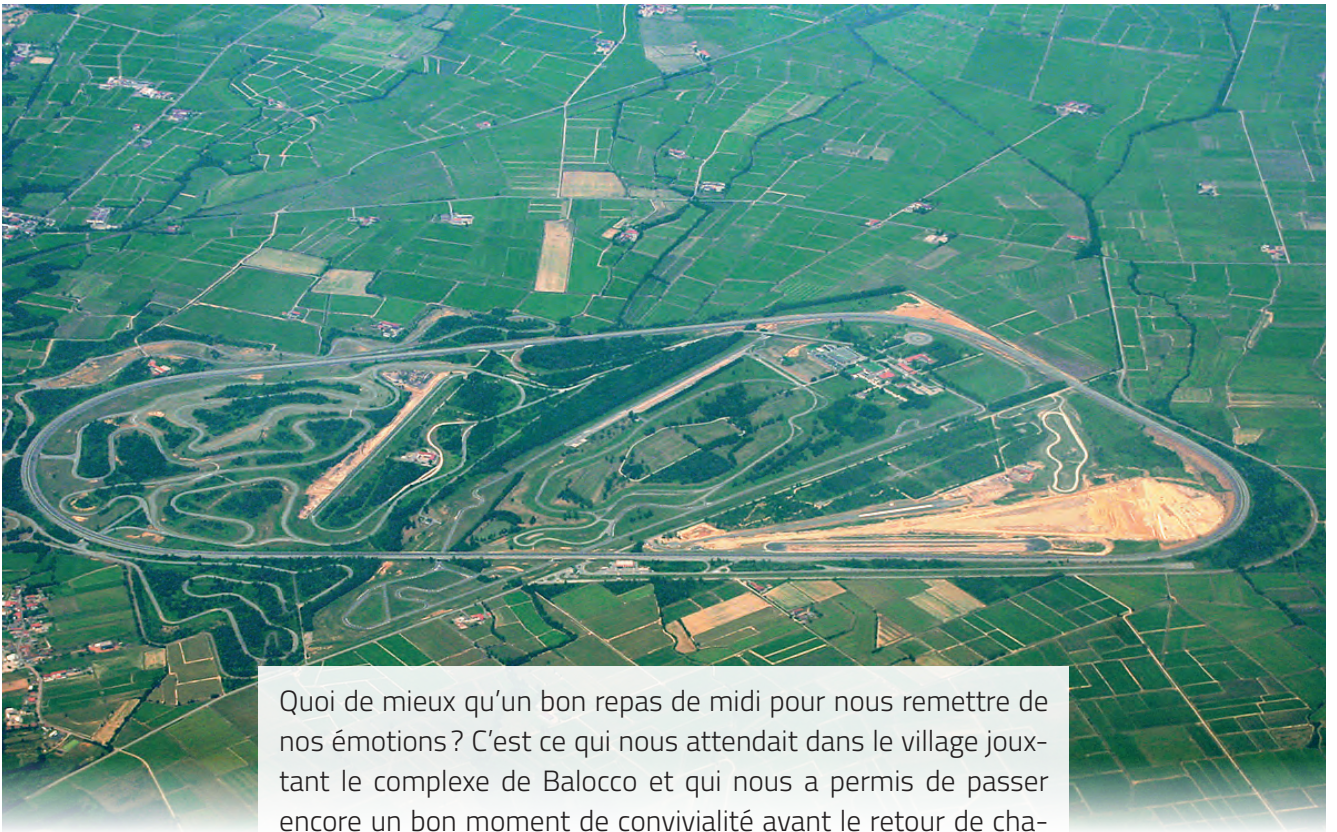 Quoi de mieux qu'un bon repas de midi pour nous remettre de
nos émotions ? C'est ce qui nous attendait dans le village joux-
tant le complexe de Balocco et qui nous a permis de passer
encore un bon moment de convivialité avant le retour de cha-